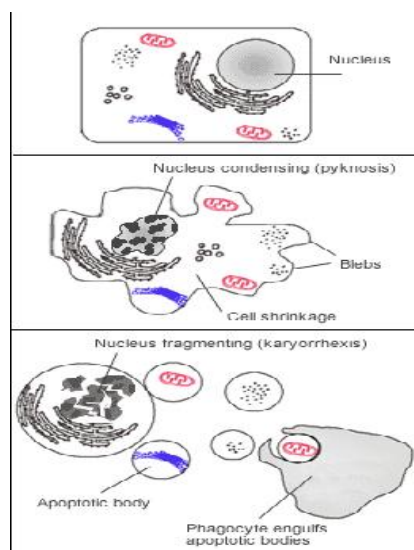 Nucleus
Nucleus condensing (pyknosis)
Blebs
Cell shrinkage
Nucleus fragmenting (karyorrhexis)
Apoptotic body
Phagocyte engulfs
apoptotic bodies